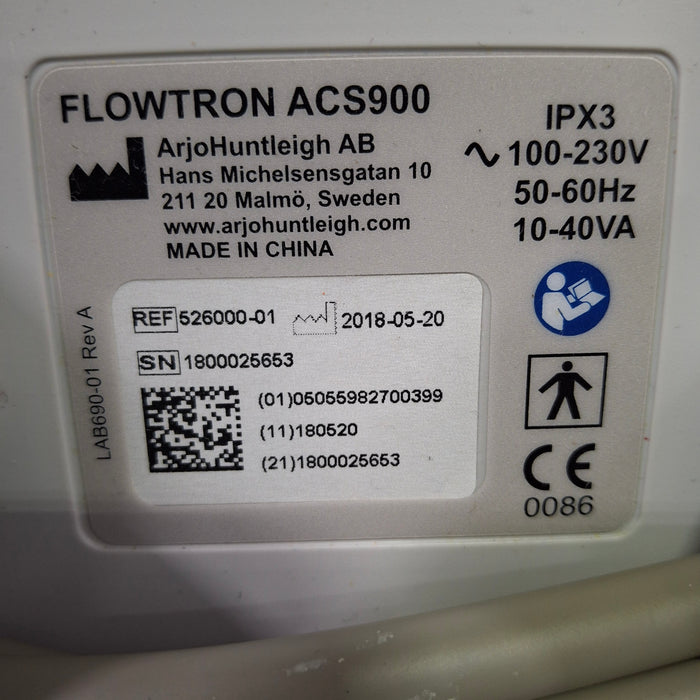 FLOWTRON ACS900
ArjoHuntleigh AB
Hans Michelsensgatan 10
211 20 Malmö, Sweden
www.arjohuntleigh.com
MADE IN CHINA
IPX3
100-230V
50-60Hz
10-40VA
REF 526000-01
2018-05-20
SN 1800025653
(01)05055982700399
(11)180520
(21)1800025653
LAB690-01 Rev A
CE
0086